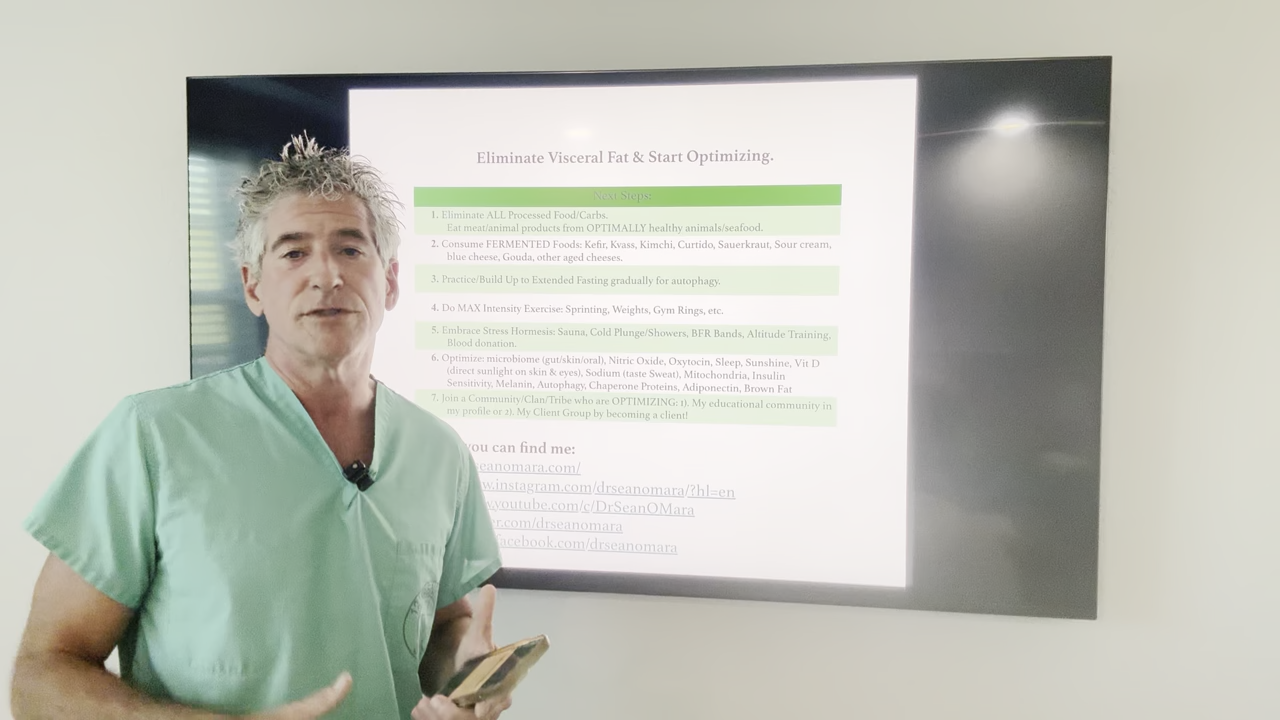 Eliminate Visceral Fat & Start Optimizing.
Next Steps:
1. Eliminate ALL Processed Food/Carbs.
Eat meat/animal products from OPTIMALLY healthy animals/seafood.
2. Consume FERMENTED Foods: Kefir, Kvass, Kimchi, Curtido, Sauerkraut, Sour cream,
blue cheese, Gouda, other aged cheeses.
3. Practice/Build Up to Extended Fasting gradually for autophagy.
4. Do MAX Intensity Exercise: Sprinting, Weights, Gym Rings, etc.
5. Embrace Stress Hormesis: Sauna, Cold Plunge/Showers, BFR Bands, Altitude Training,
Blood donation.
6. Optimize: microbiome (gut/skin/oral), Nitric Oxide, Oxytocin, Sleep, Sunshine, Vit D
(direct sunlight on skin & eyes), Sodium (taste Sweat), Mitochondria, Insulin
Sensitivity, Melanin, Autophagy, Chaperone Proteins, Adiponectin, Brown Fat
7. Join a Community/Clan/Tribe who are OPTIMIZING: 1). My educational community in
my profile or 2). My Client Group by becoming a client!
you can find me:
seanomara.com/
w.instagram.com/drseanomara/?hl=en
w.youtube.com/c/DrSeanOMara
er.com/drseanomara
facebook.com/drseanomara